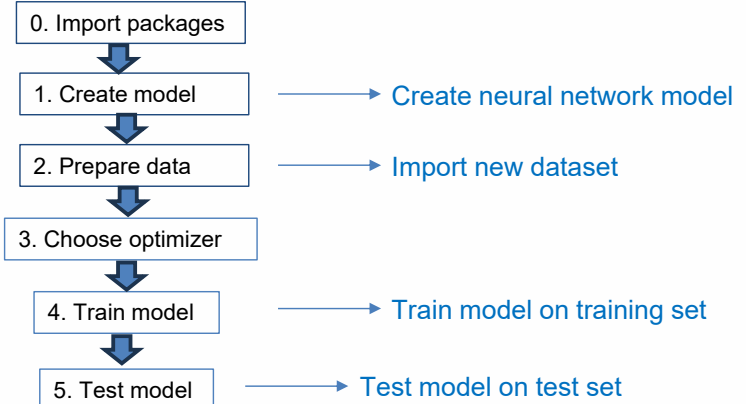 0. Import packages
1. Create model
Create neural network model
2. Prepare data
Import new dataset
3. Choose optimizer
4. Train model
Train model on training set
5. Test model
Test model on test set